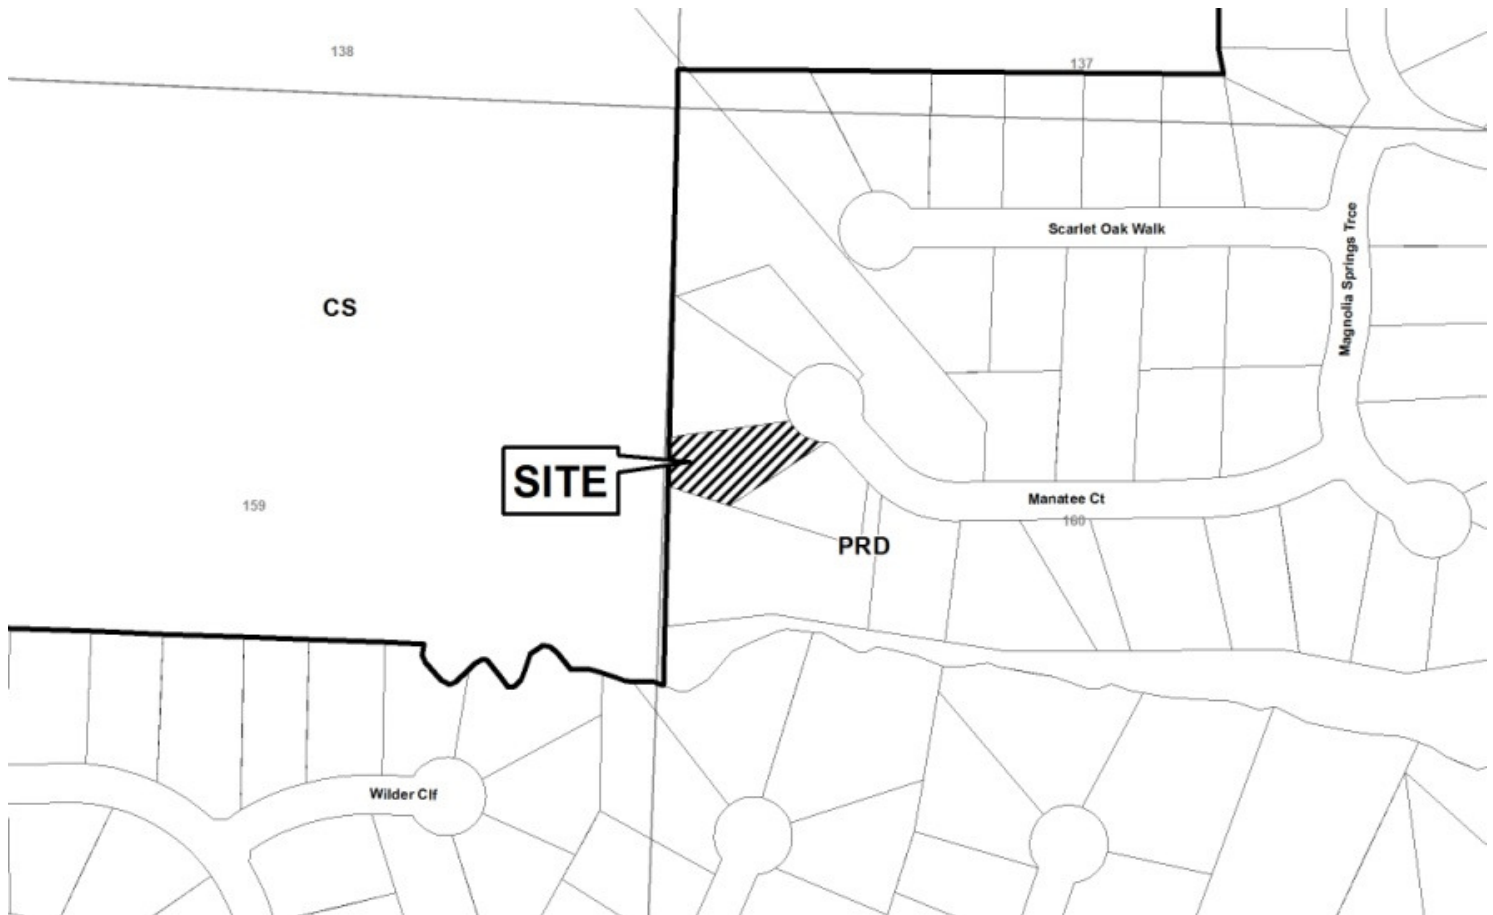 138
137
Scarlet Oak Walk
Magnolia Springs Trce
CS
SITE
159
Manatee Ct
160
PRD
Wilder Clf